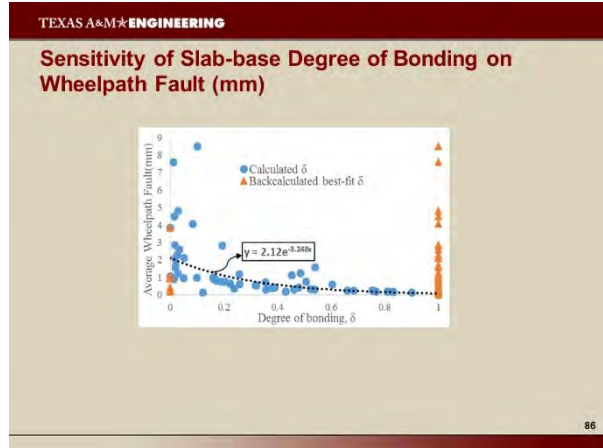 TEXAS A&M★ENGINEERING
Sensitivity of Slab-base Degree of Bonding on
Wheelpath Fault (mm)
Average Wheelpath Fault(mm)
9
8
7
6
5
4
3
2
1
0
Calculated δ
Backcalculated best-fit δ
y = 2.12e^-3.248x
0 0.2 0.4 0.6 0.8 1
Degree of bonding, δ
86